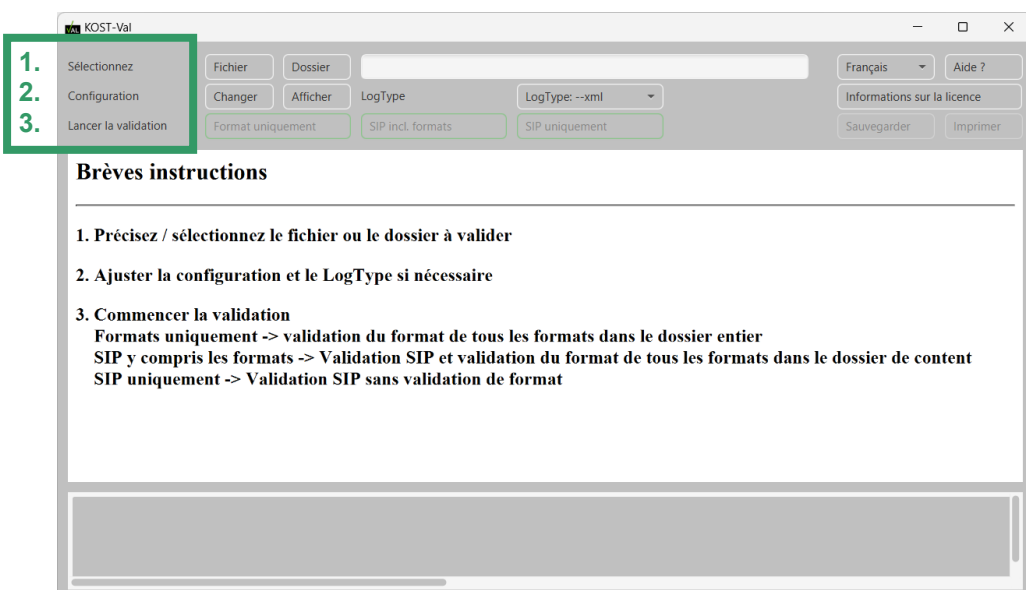 VAL KOST-Val
1. Sélectionnez Fichier Dossier Français Aide ?
2. Configuration Changer Afficher LogType LogType: --xml Informations sur la licence
3. Lancer la validation Format uniquement SIP incl. formats SIP uniquement Sauvegarder Imprimer
Brèves instructions
1. Précisez / sélectionnez le fichier ou le dossier à valider
2. Ajuster la configuration et le LogType si nécessaire
3. Commencer la validation
Formats uniquement -> validation du format de tous les formats dans le dossier entier
SIP y compris les formats -> Validation SIP et validation du format de tous les formats dans le dossier de content
SIP uniquement -> Validation SIP sans validation de format